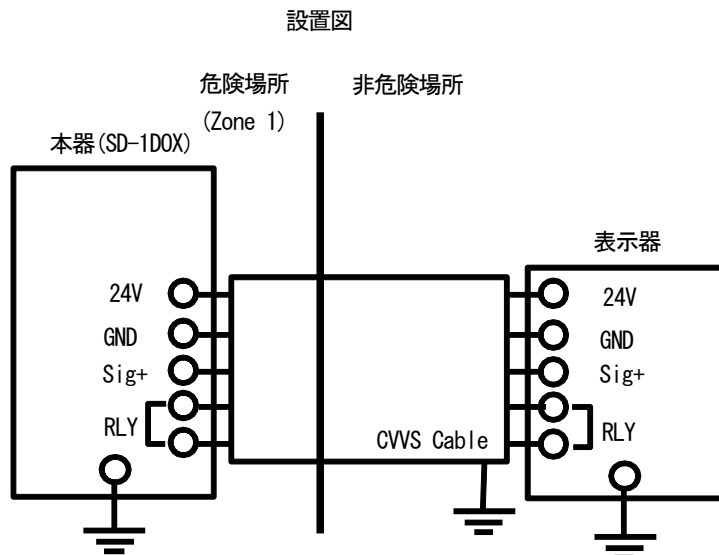 設置図
危険場所
(Zone 1)
非危険場所
本器(SD-1DOX)
表示器
24V
GND
Sig+
RLY
CVVS Cable
24V
GND
Sig+
RLY